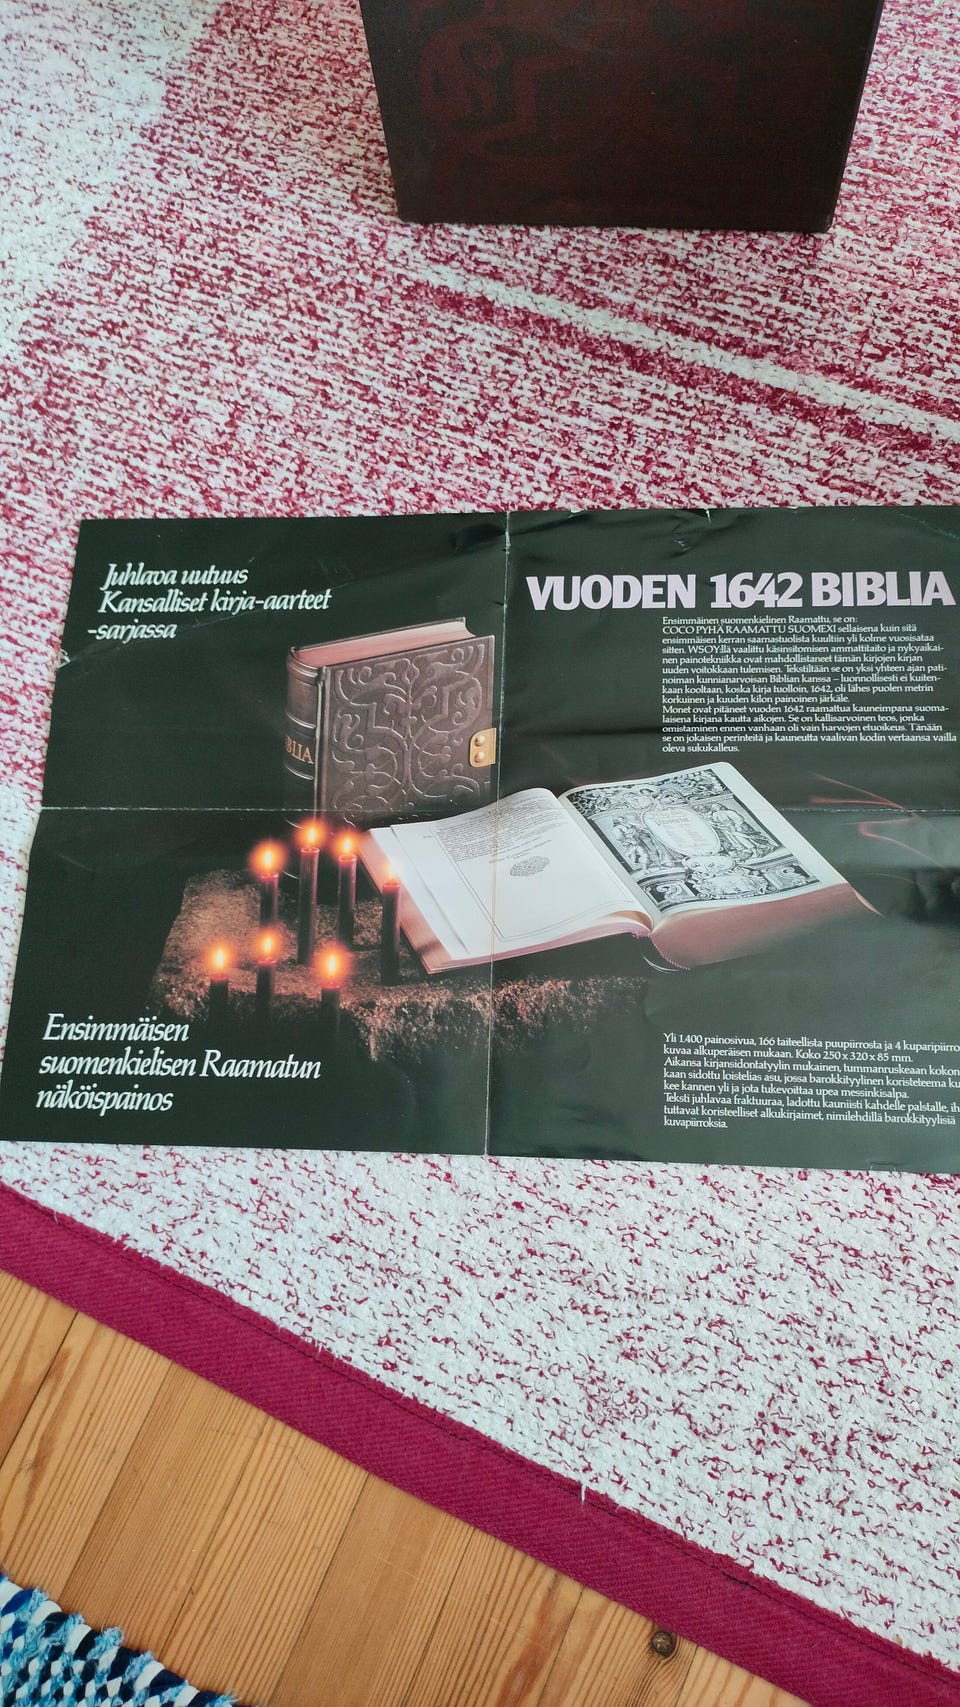 Juhlava uutuus
Kansalliset kirja-aarteet
-sarjassa
VUODEN 1642 BIBLIA
Ensimmäinen suomenkielinen Raamattu, se on:
COCO PYHÄ RAAMATTU SUOMEXI sellaisena kuin sitä
ensimmäisen kerran saarnastuolista kuultiin yli kolme vuosisataa
sitten. WSOY:llä vaalittu käsinsitomisen ammattitaito ja nykyaikai-
nen painotekniikka ovat mahdollistaneet tämän kirjojen kirjan
uuden voitokkaan tulemisen. Tekstiltään se on yksi yhteen ajan pati-
noiman kunnianarvoisan Biblian kanssa – luonnollisesti ei kuiten-
kaan kooltaan, koska kirja tuolloin, 1642, oli lähes puolen metrin
korkuinen ja kuuden kilon painoinen järkäle.
Monet ovat pitäneet vuoden 1642 raamattua kauneimpana suoma-
laisena kirjana kautta aikojen. Se on kallisarvoinen teos, jonka
omistaminen ennen vanhaan oli vain harvojen etuoikeus. Tänään
se on jokaisen perinteitä ja kauneutta vaalivan kodin vertaansa vailla
oleva sukukalleus.
BLIA
Ensimmäisen
suomenkielisen Raamatun
näköispainos
Yli 1.400 painosivua, 166 taiteellista puupiirrosta ja 4 kuparipiirro
kuvaa alkuperäisen mukaan. Koko 250 x 320 x 85 mm.
Aikansa kirjansidontatyylin mukainen, tummanruskeaan kokon
kaan sidottu loistelias asu, jossa barokkityylinen koristeteema ku
kee kannen yli ja jota tukevoittaa upea messinkisalpa.
Teksti juhlavaa fraktuuraa, ladottu kauniisti kahdelle palstalle, ih
tuttavat koristeelliset alkukirjaimet, nimilehdillä barokkityylisiä
kuvapiirroksia.